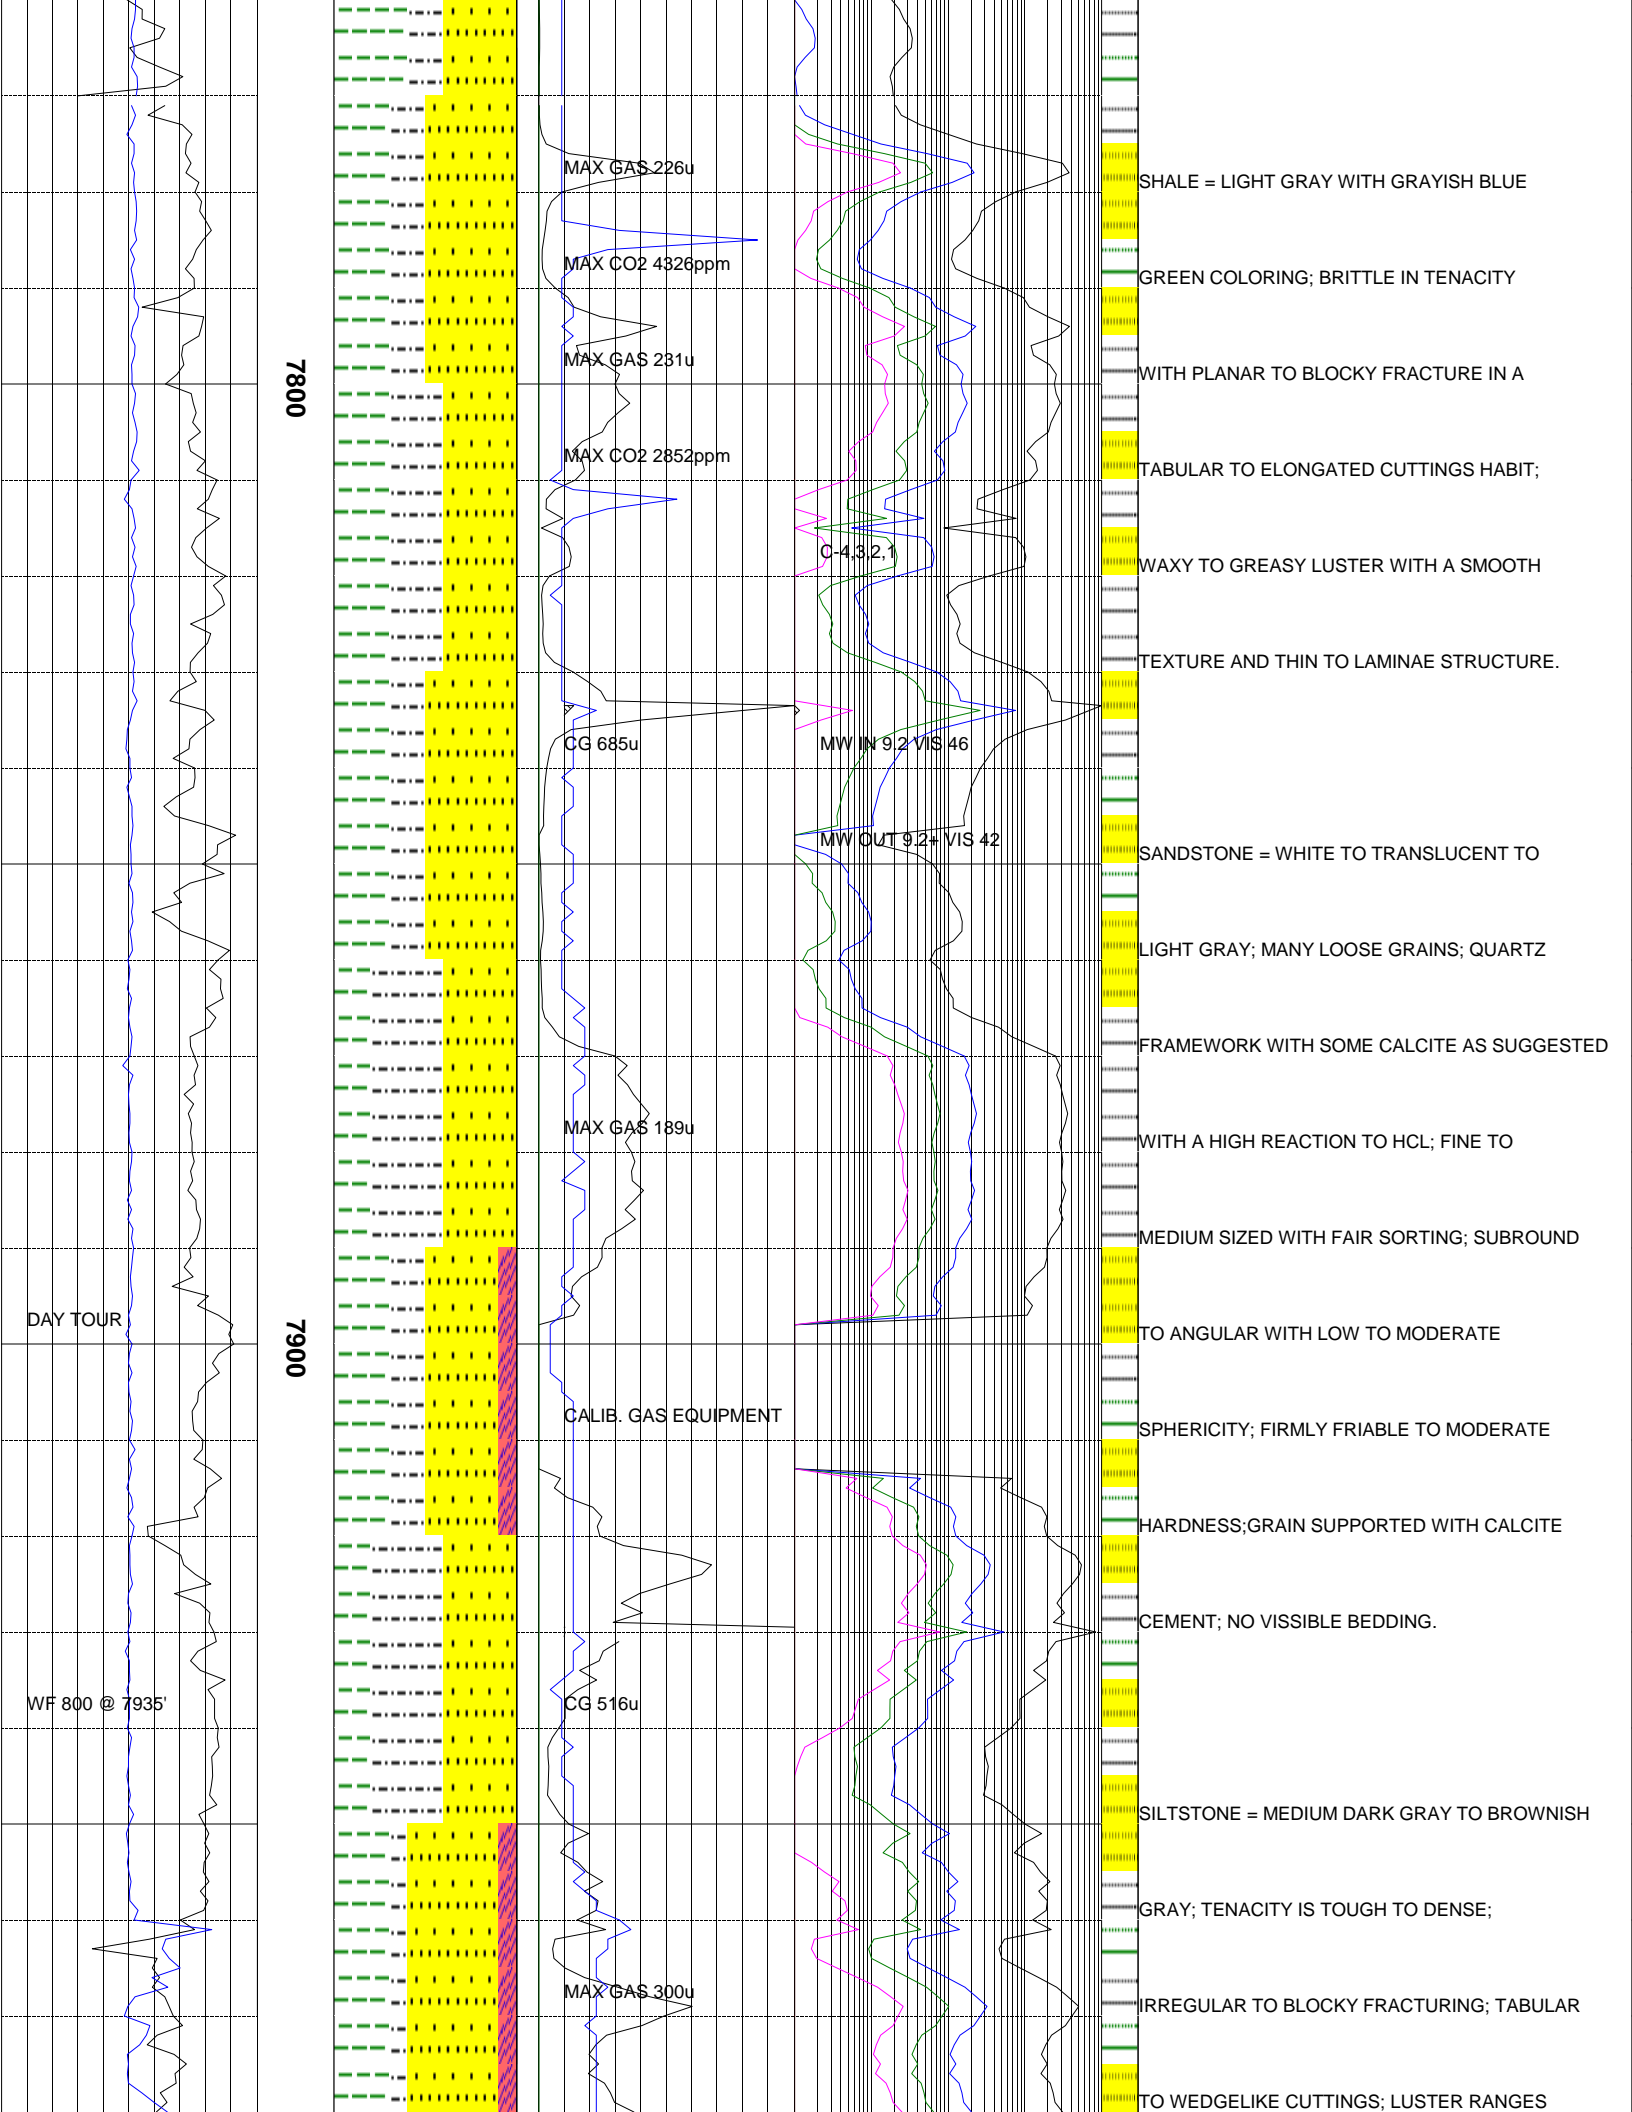 MAX GAS 226u
SHALE = LIGHT GRAY WITH GRAYISH BLUE
MAX CO2 4326ppm
GREEN COLORING; BRITTLE IN TENACITY
7800
MAX GAS 231u
WITH PLANAR TO BLOCKY FRACTURE IN A
MAX CO2 2852ppm
TABULAR TO ELONGATED CUTTINGS HABIT;
C-4,3,2,1
WAXY TO GREASY LUSTER WITH A SMOOTH
TEXTURE AND THIN TO LAMINAE STRUCTURE.
CG 685u
MW IN 9.2 VIS 46
MW OUT 9.2+ VIS 42
SANDSTONE = WHITE TO TRANSLUCENT TO
LIGHT GRAY; MANY LOOSE GRAINS; QUARTZ
FRAMEWORK WITH SOME CALCITE AS SUGGESTED
MAX GAS 189u
WITH A HIGH REACTION TO HCL; FINE TO
MEDIUM SIZED WITH FAIR SORTING; SUBROUND
DAY TOUR
7900
TO ANGULAR WITH LOW TO MODERATE
CALIB. GAS EQUIPMENT
SPHERICITY; FIRMLY FRIABLE TO MODERATE
HARDNESS;GRAIN SUPPORTED WITH CALCITE
CEMENT; NO VISSIBLE BEDDING.
WF 800 @ 7935'
CG 516u
SILTSTONE = MEDIUM DARK GRAY TO BROWNISH
GRAY; TENACITY IS TOUGH TO DENSE;
MAX GAS 300u
IRREGULAR TO BLOCKY FRACTURING; TABULAR
TO WEDGELIKE CUTTINGS; LUSTER RANGES